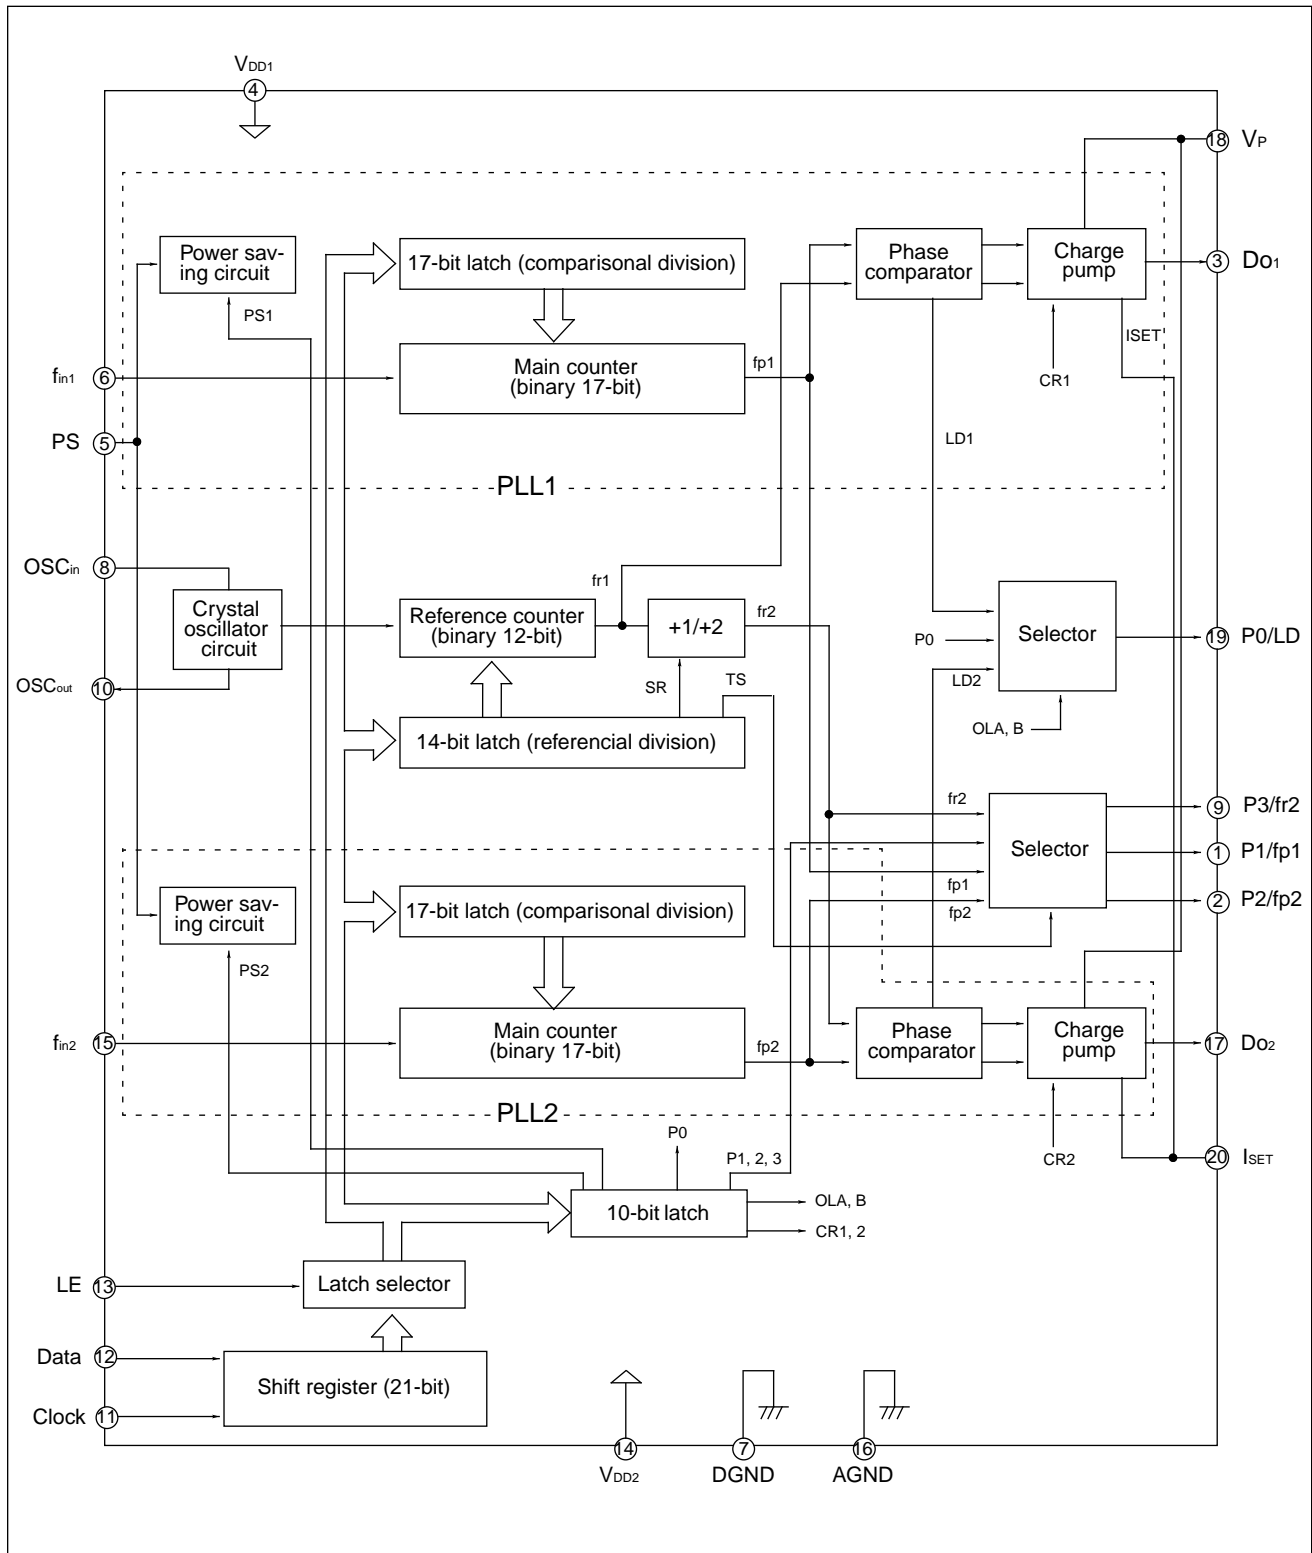 VDD1
4
18 VP
Power sav-
ing circuit
17-bit latch (comparisonal division)
Phase
comparator
Charge
pump
3 Do1
PS1
ISET
fin1 6
Main counter
(binary 17-bit)
fp1
CR1
PS 5
LD1
PLL1
OSCin 8
fr1
Crystal
oscillator
circuit
Reference counter
(binary 12-bit)
+1/+2
fr2
P0
Selector
19 P0/LD
OSCout 10
SR
TS
LD2
OLA, B
14-bit latch (referencial division)
fr2
9 P3/fr2
Selector
1 P1/fp1
fp1
fp2
2 P2/fp2
Power sav-
ing circuit
17-bit latch (comparisonal division)
PS2
fin2 15
Main counter
(binary 17-bit)
fp2
Phase
comparator
Charge
pump
17 Do2
PLL2
P0
P1, 2, 3
CR2
20 ISET
10-bit latch
OLA, B
CR1, 2
LE 13
Latch selector
Data 12
Shift register (21-bit)
Clock 11
14
VDD2
7
DGND
16
AGND